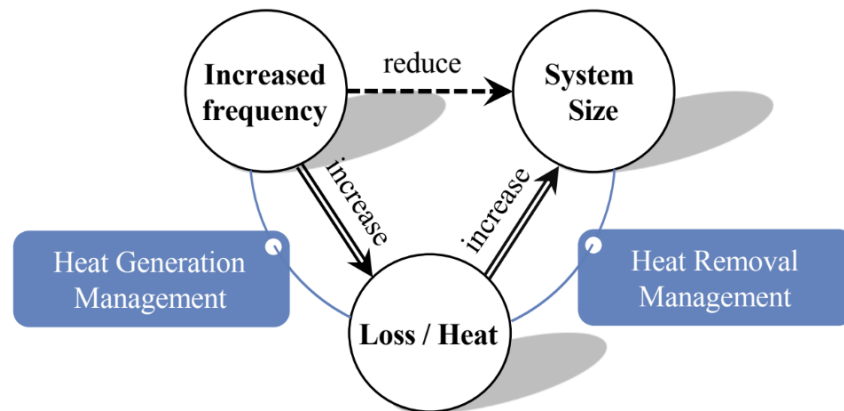 Increased
frequency
reduce
System
Size
increase
increase
Heat Generation
Management
Heat Removal
Management
Loss / Heat